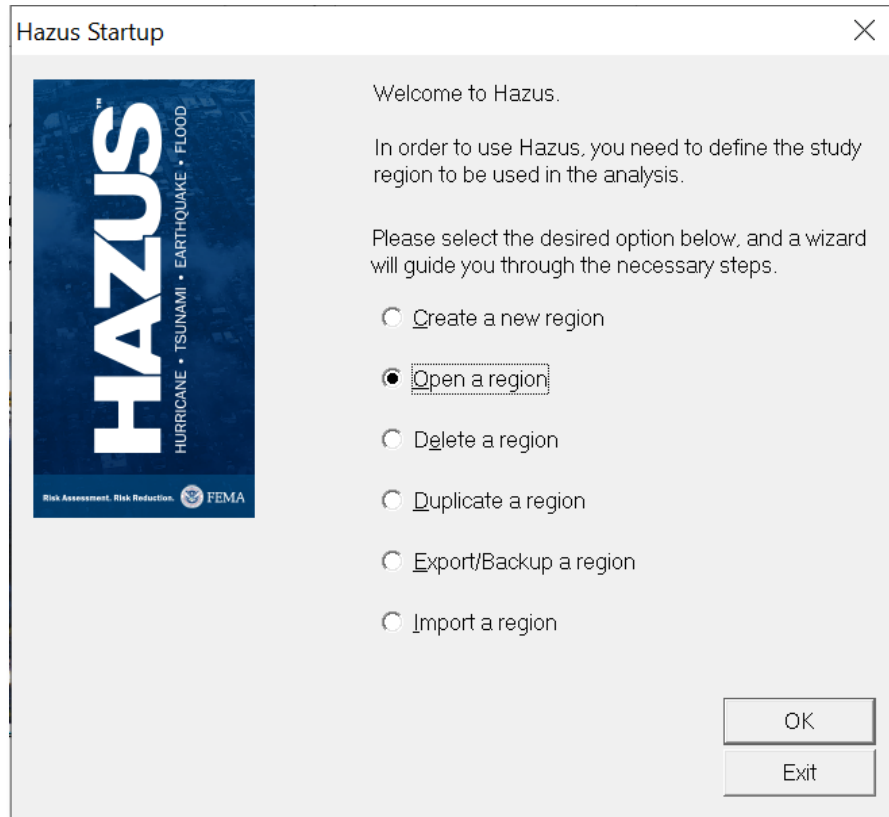 Hazus Startup
HAZUS™
HURRICANE • TSUNAMI • EARTHQUAKE • FLOOD
Risk Assessment. Risk Reduction. FEMA
Welcome to Hazus.
In order to use Hazus, you need to define the study
region to be used in the analysis.
Please select the desired option below, and a wizard
will guide you through the necessary steps.
Create a new region
Open a region
Delete a region
Duplicate a region
Export/Backup a region
Import a region
OK
Exit